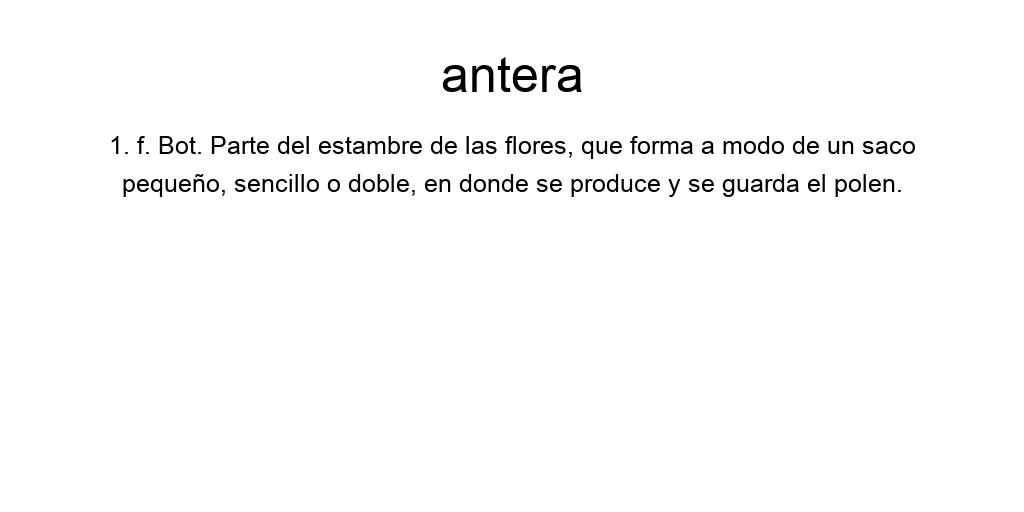 antera
1. f. Bot. Parte del estambre de las flores, que forma a modo de un saco
pequeño, sencillo o doble, en donde se produce y se guarda el polen.